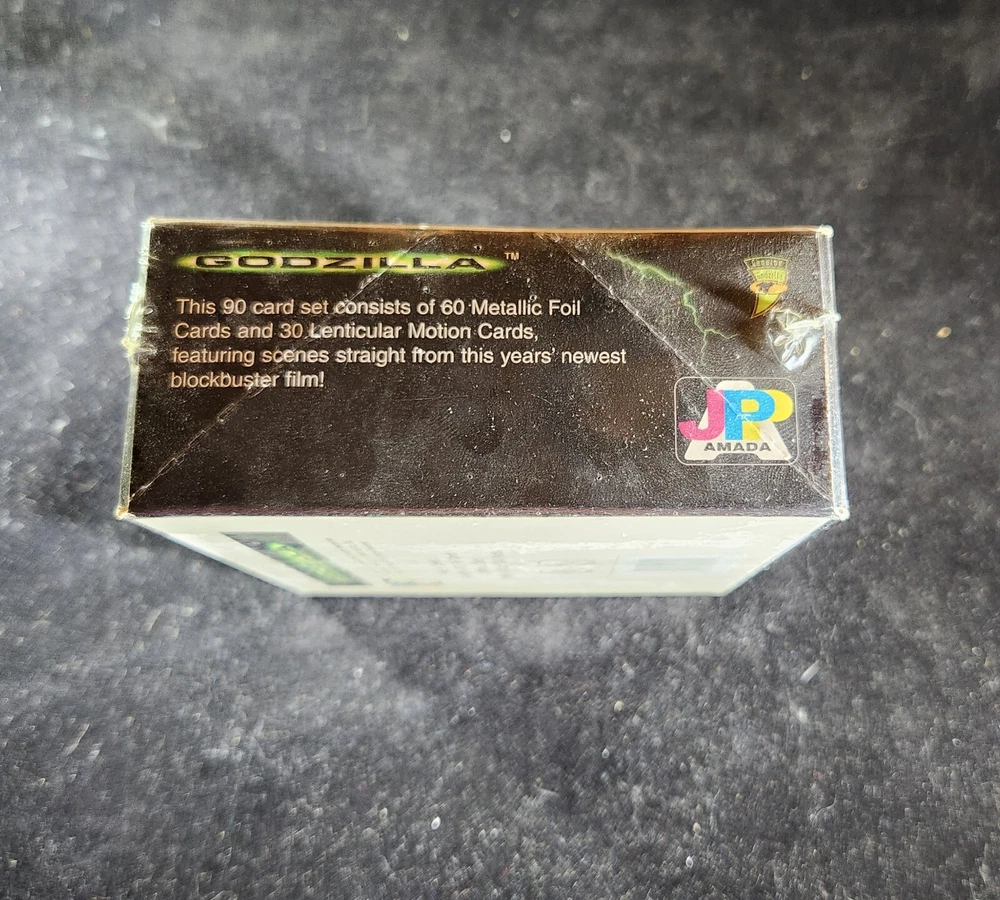 GODZILLA™
This 90 card set consists of 60 Metallic Foil
Cards and 30 Lenticular Motion Cards,
featuring scenes straight from this years' newest
blockbuster film!
JPP
AMADA